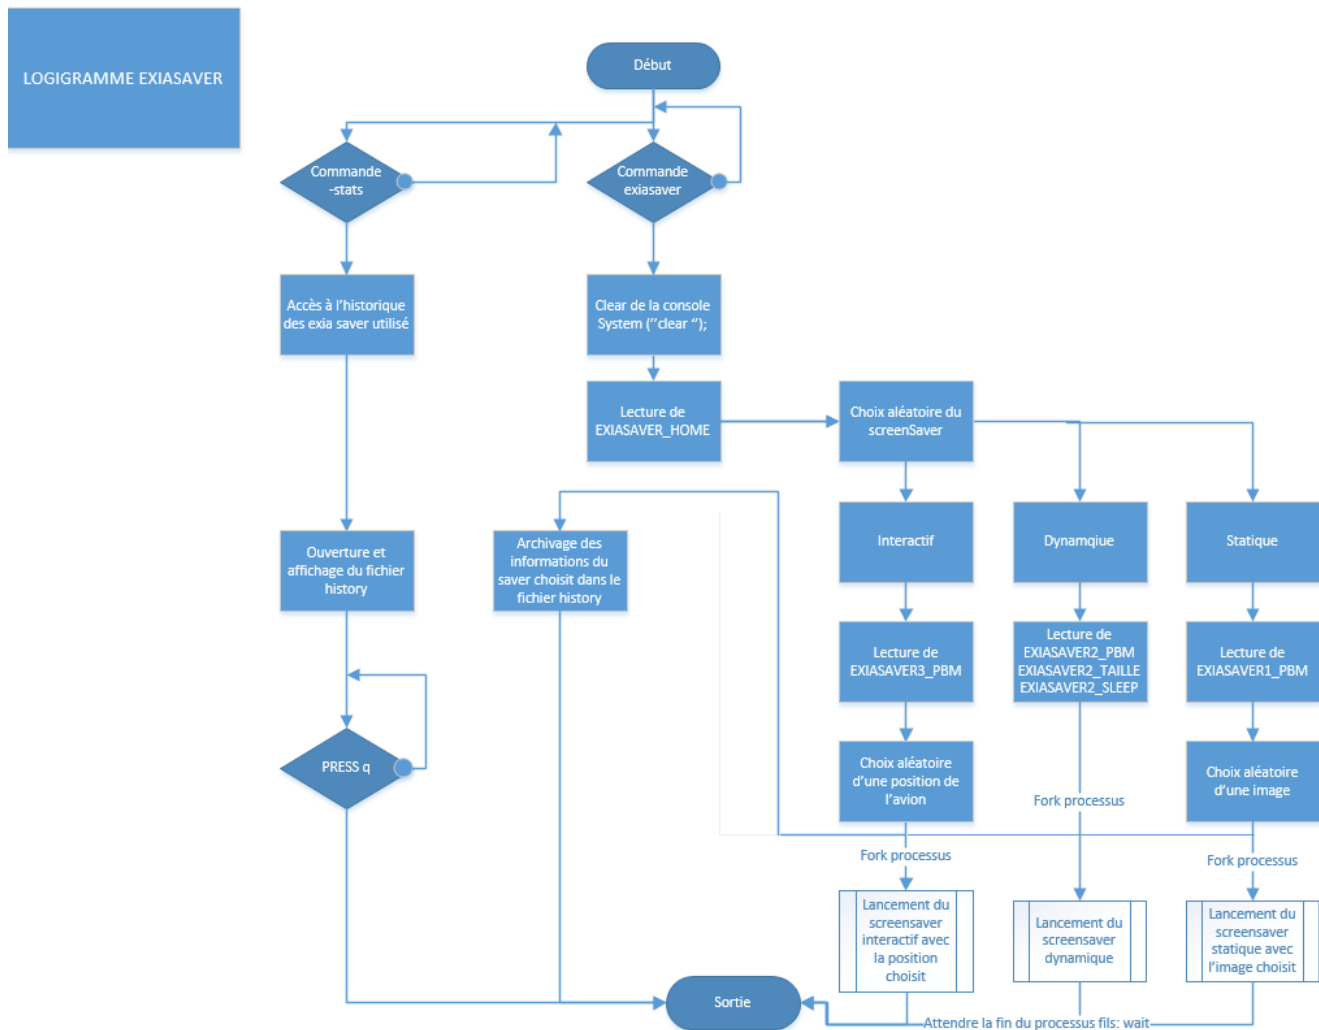 LOGIGRAMME EXIASAVER
Début
Commande
-stats
Commande
exiasaver
Accès à l'historique
des exia saver utilisé
Clear de la console
System (''clear '');
Lecture de
EXIASAVER_HOME
Choix aléatoire du
screenSaver
Ouverture et
affichage du fichier
history
Archivage des
informations du
saver choisit dans le
fichier history
Interactif
Dynamqiue
Statique
Lecture de
EXIASAVER3_PBM
Lecture de
EXIASAVER2_PBM
EXIASAVER2_TAILLE
EXIASAVER2_SLEEP
Lecture de
EXIASAVER1_PBM
PRESS q
Choix aléatoire
d'une position de
l'avion
Fork processus
Choix aléatoire
d'une image
Fork processus
Fork processus
Lancement du
screensaver
interactif avec
la position
choisit
Lancement du
screensaver
dynamique
Lancement du
screensaver
statique avec
l'image choisit
Sortie
Attendre la fin du processus fils: wait